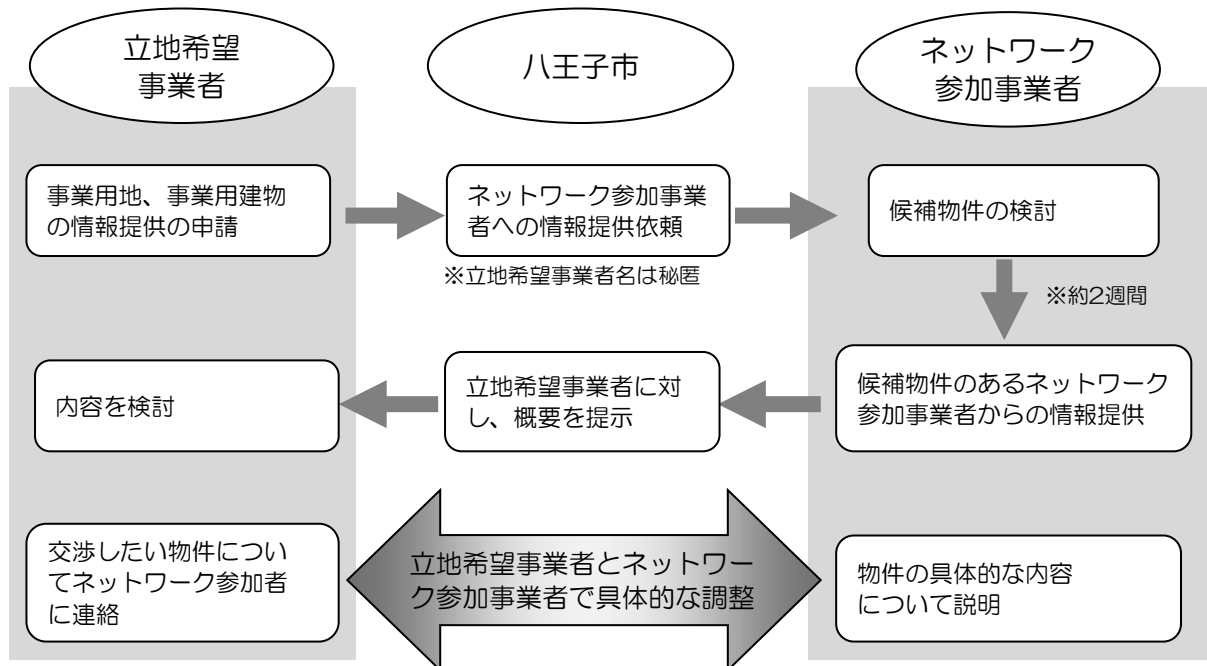 立地希望
事業者
八王子市
ネットワーク
参加事業者
事業用地、事業用建物
の情報提供の申請
ネットワーク参加事業
者への情報提供依頼
※立地希望事業者名は秘匿
候補物件の検討
※約2週間
候補物件のあるネットワーク
参加事業者からの情報提供
立地希望事業者に対
し、概要を提示
内容を検討
交渉したい物件につい
てネットワーク参加者
に連絡
立地希望事業者とネットワー
ク参加事業者で具体的な調整
物件の具体的な内容
について説明